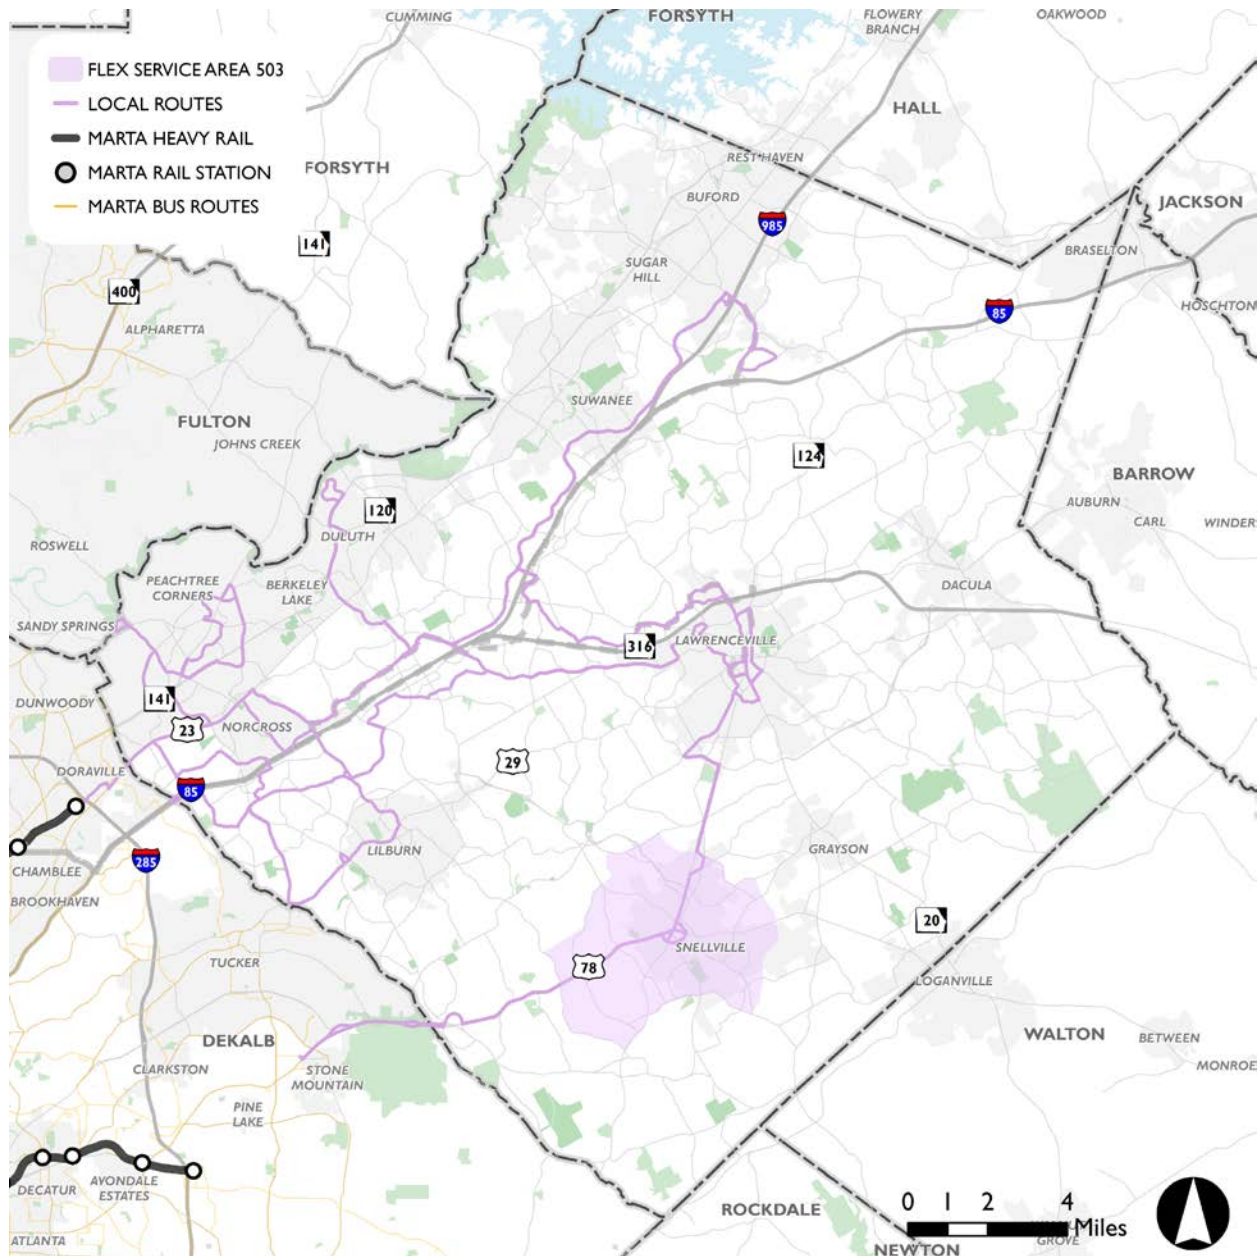 CUMMING
FORSYTH
FLOWERY
BRANCH
OAKWOOD
FLEX SERVICE AREA 503
LOCAL ROUTES
MARTA HEAVY RAIL
MARTA RAIL STATION
MARTA BUS ROUTES
HALL
FORSYTH
REST HAVEN
BUFORD
JACKSON
985
141
BRASELTON
SUGAR
HILL
400
HOSCHTON
85
ALPHARETTA
SUWANEE
FULTON
JOHNS CREEK
124
BARROW
AUBURN
CARL
WINDER
120
DULUTH
ROSWELL
PEACHTREE
CORNERS
BERKELEY
LAKE
DACULA
SANDY SPRINGS
316
LAWRENCEVILLE
DUNWOODY
141
23
NORCROSS
29
DORAVILLE
85
285
CHAMBLEE
LILBURN
GRAYSON
BROOKHAVEN
20
SNELLVILLE
TUCKER
78
LOGANVILLE
DEKALB
WALTON
BETWEEN
CLARKSTON
STONE
MOUNTAIN
MONROE
PINE
LAKE
DECATUR
AVONDALE
ESTATES
ROCKDALE
0 1 2 4
Miles
ATLANTA
NEWTON
GROVE